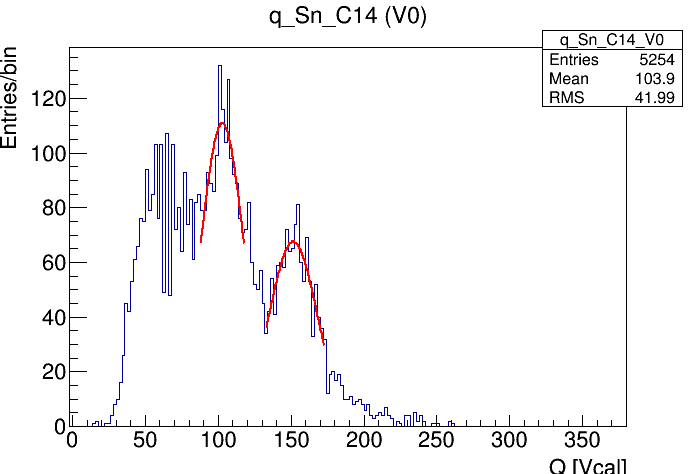 q_Sn_C14 (V0)
q_Sn_C14_V0
Entries 5254
Mean 103.9
RMS 41.99
Entries/bin
120
100
80
60
40
20
0
0 50 100 150 200 250 300 350
Q [Vcal]